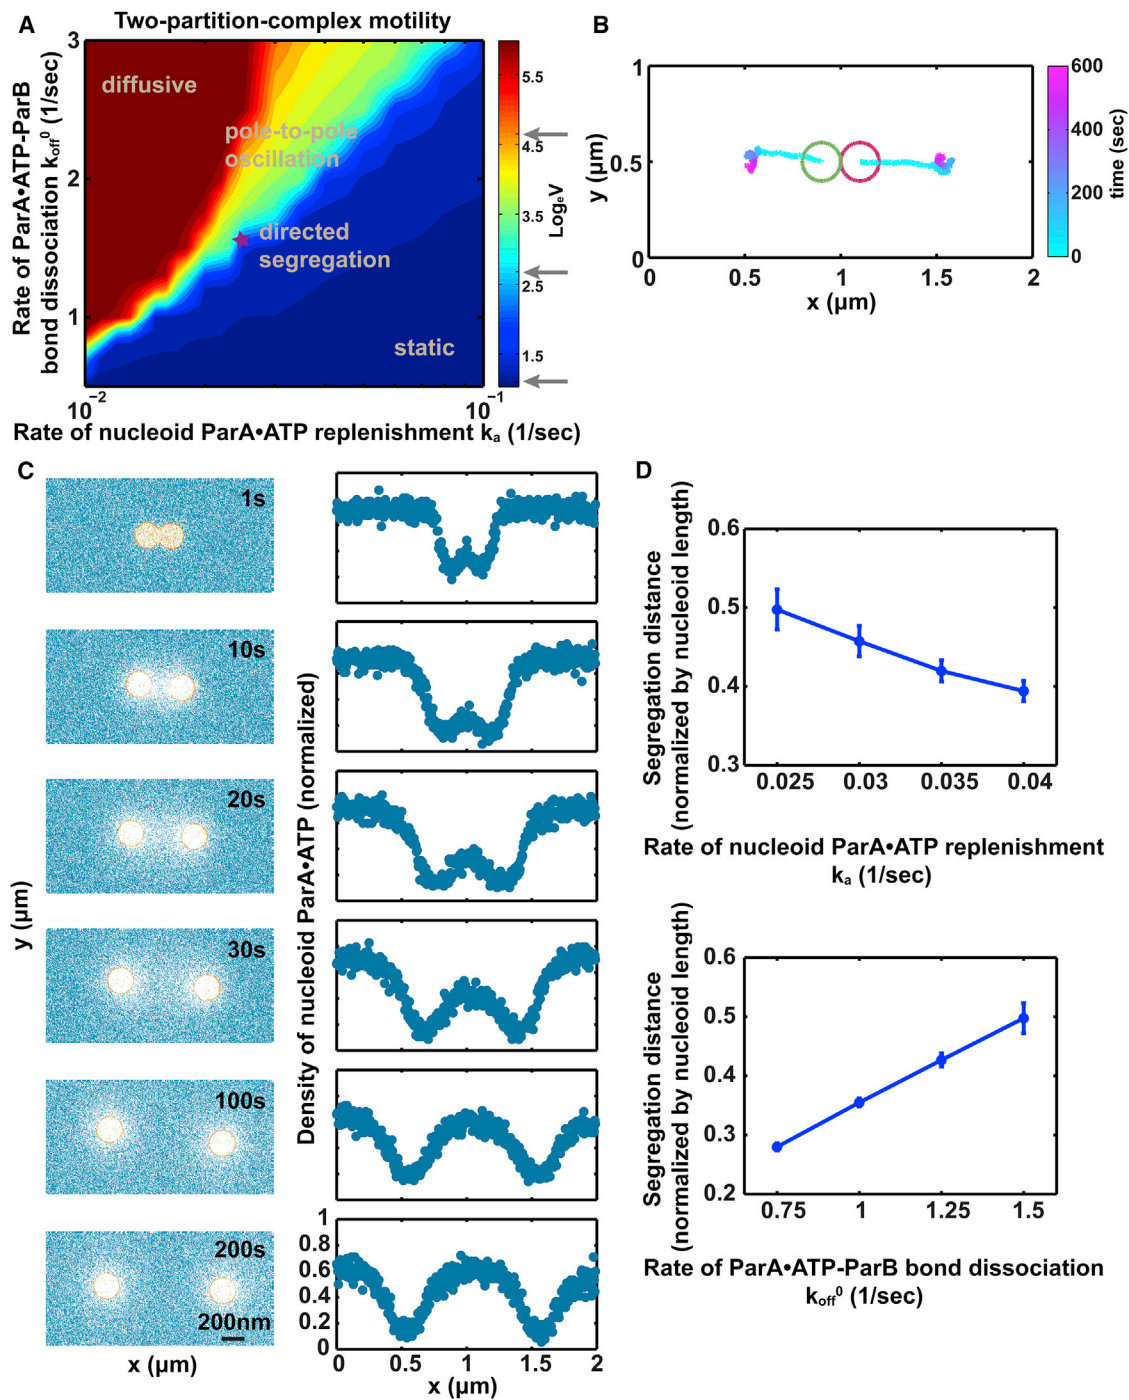 A
Two-partition-complex motility
Rate of ParA•ATP-ParB
bond dissociation koff⁰ (1/sec)
3
2
1
diffusive
pole-to-pole
oscillation
directed
segregation
static
10⁻²
10⁻¹
Rate of nucleoid ParA•ATP replenishment kₐ (1/sec)
5.5
4.5
3.5
2.5
1.5
LogₑV
B
y (µm)
1
0.5
0
0
0.5
1
1.5
2
x (µm)
600
400
200
0
time (sec)
C
1s
10s
20s
30s
100s
200s
200nm
y (µm)
x (µm)
Density of nucleoid ParA•ATP (normalized)
1
0.8
0.6
0.4
0.2
0
0
0.5
1
1.5
2
x (µm)
D
Segregation distance
(normalized by nucleoid length)
0.6
0.5
0.4
0.3
0.025
0.03
0.035
0.04
Rate of nucleoid ParA•ATP replenishment
kₐ (1/sec)
Segregation distance
(normalized by nucleoid length)
0.6
0.5
0.4
0.3
0.2
0.75
1
1.25
1.5
Rate of ParA•ATP-ParB bond dissociation
koff⁰ (1/sec)